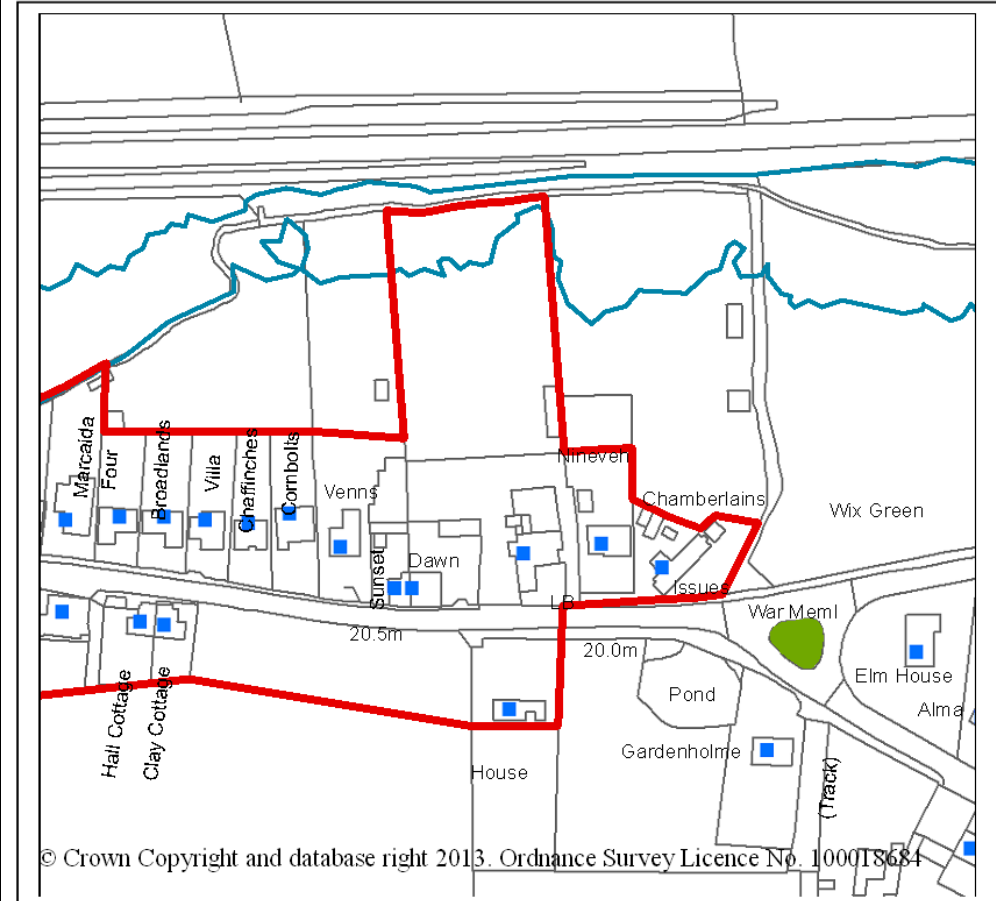 Marcaida
Four
Broadlands
Villa
Chaffinches
Cornbolts
Venns
Nineveh
Chamberlains
Wix Green
Sunset
Dawn
Issues
LB
War Meml
20.5m
20.0m
Elm House
Pond
Alma
Hall Cottage
Clay Cottage
Gardenholme
House
(Track)
© Crown Copyright and database right 2013. Ordnance Survey Licence No. 100018684